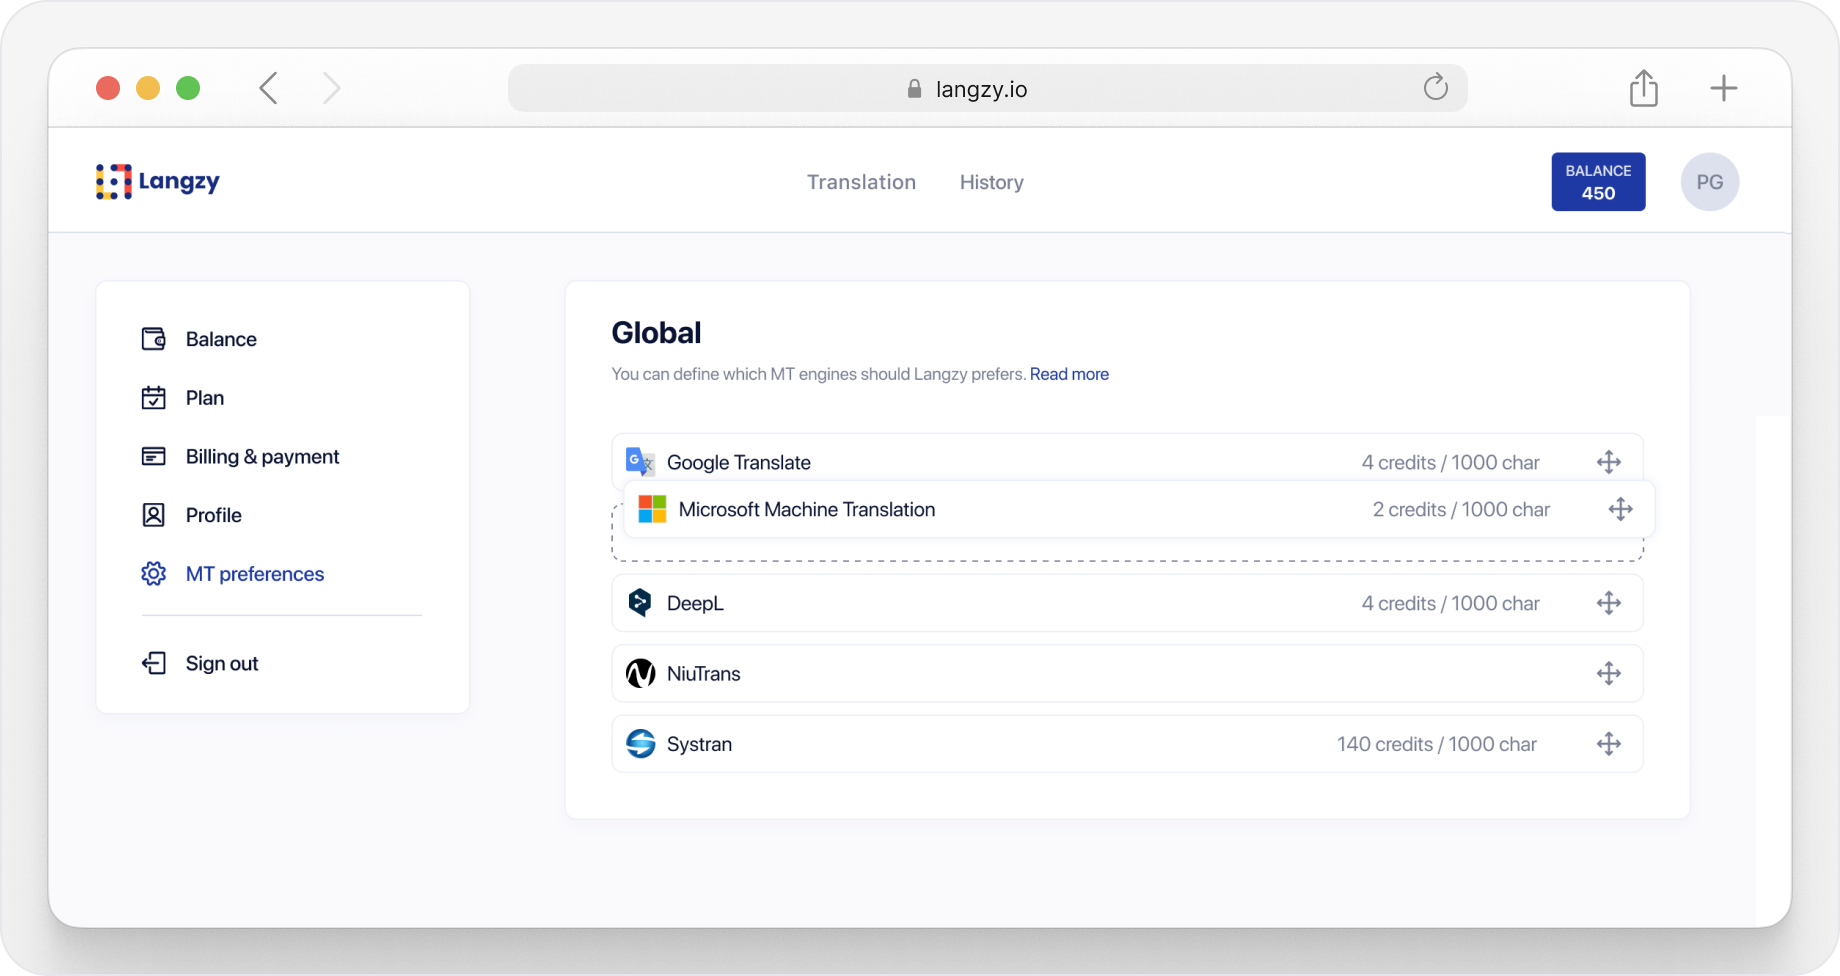 langzy.io
Langzy
Translation
History
BALANCE
450
PG
Balance
Plan
Billing & payment
Profile
MT preferences
Sign out
Global
You can define which MT engines should Langzy prefers. Read more
G 文 Google Translate 4 credits / 1000 char
Microsoft Machine Translation 2 credits / 1000 char
DeepL 4 credits / 1000 char
NiuTrans
Systran 140 credits / 1000 char